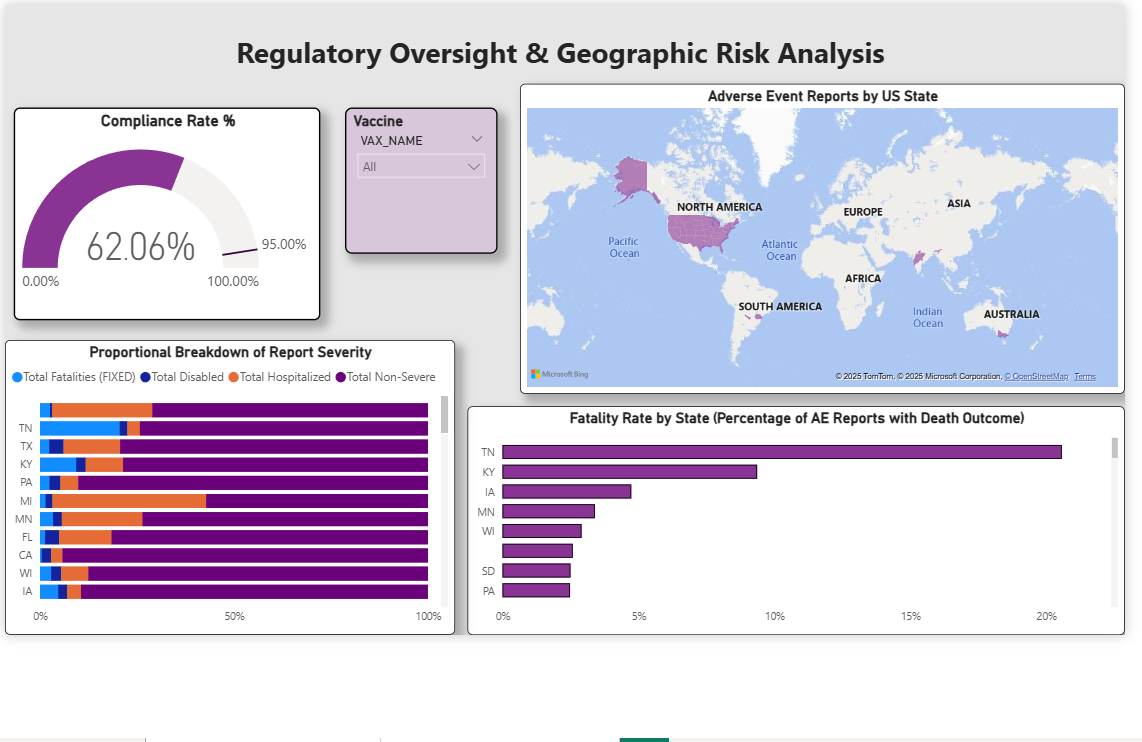 Regulatory Oversight & Geographic Risk Analysis
Compliance Rate %
62.06%
95.00%
0.00%
100.00%
Vaccine
VAX_NAME
All
Adverse Event Reports by US State
NORTH AMERICA
EUROPE
ASIA
Pacific
Ocean
Atlantic
Ocean
AFRICA
SOUTH AMERICA
Indian
Ocean
AUSTRALIA
Microsoft Bing
© 2025 TomTom, © 2025 Microsoft Corporation, © OpenStreetMap Terms
Proportional Breakdown of Report Severity
Total Fatalities (FIXED) Total Disabled Total Hospitalized Total Non-Severe
TN
TX
KY
PA
MI
MN
FL
CA
WI
IA
0% 50% 100%
Fatality Rate by State (Percentage of AE Reports with Death Outcome)
TN
KY
IA
MN
WI
SD
PA
0% 5% 10% 15% 20%